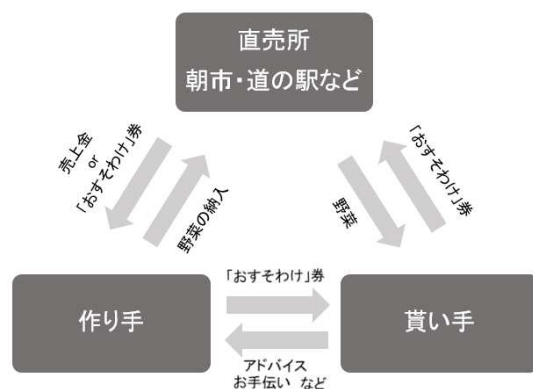 直売所
朝市・道の駅など
売上金
or
「おすそわけ」券
野菜の納入
野菜
「おすそわけ」券
作り手
「おすそわけ」券
アドバイス
お手伝い など
貰い手